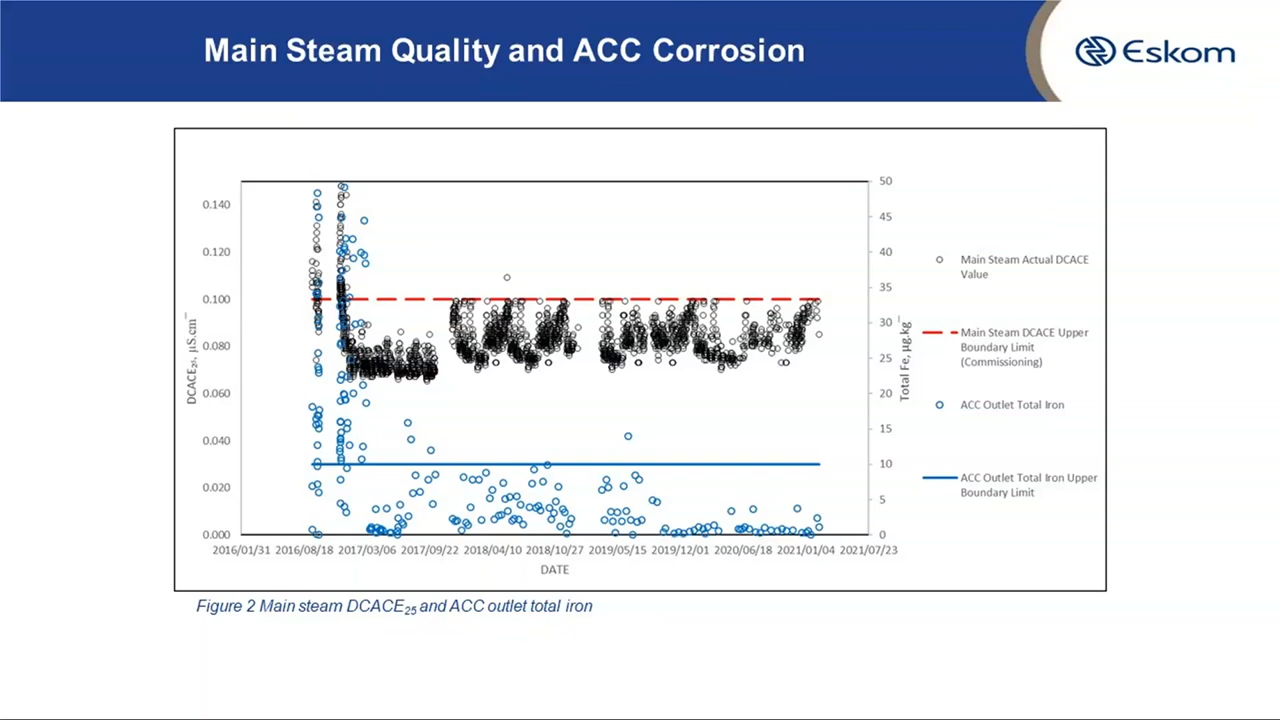 Main Steam Quality and ACC Corrosion
Eskom
0.140
0.120
0.100
0.080
0.060
0.040
0.020
0.000
DCACE₂₅, µS.cm⁻
50
45
40
35
30
25
20
15
10
5
0
Total Fe, µg.kg⁻
2016/01/31 2016/08/18 2017/03/06 2017/09/22 2018/04/10 2018/10/27 2019/05/15 2019/12/01 2020/06/18 2021/01/04 2021/07/23
DATE
Main Steam Actual DCACE
Value
Main Steam DCACE Upper
Boundary Limit
(Commissioning)
ACC Outlet Total Iron
ACC Outlet Total Iron Upper
Boundary Limit
Figure 2 Main steam DCACE₂₅ and ACC outlet total iron